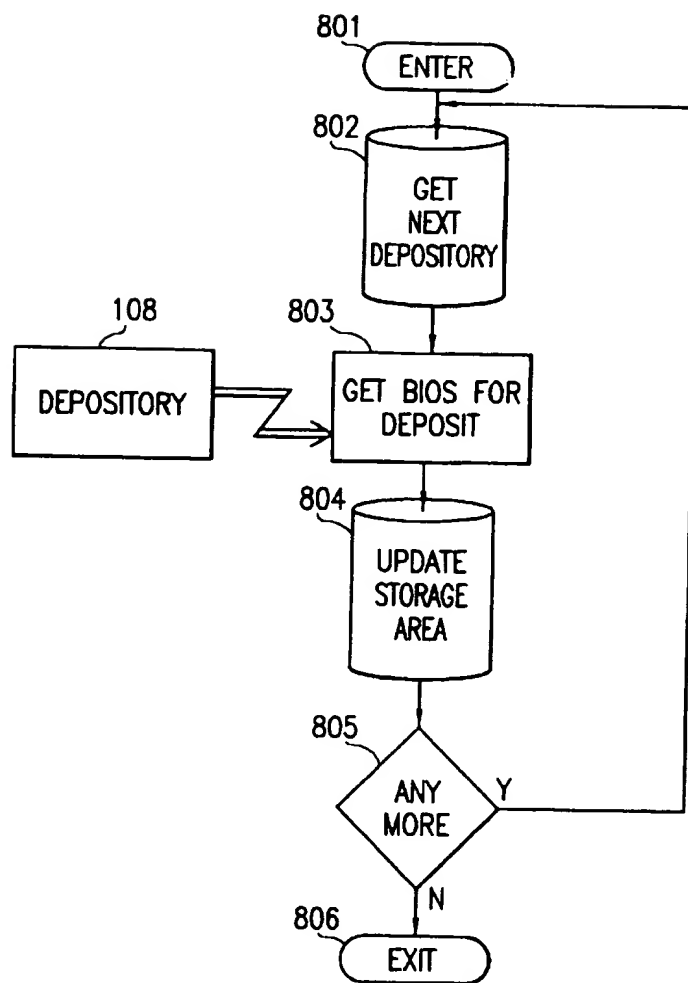 801
ENTER
802
GET
NEXT
DEPOSITORY
803
108
DEPOSITORY
GET BIOS FOR
DEPOSIT
804
UPDATE
STORAGE
AREA
805
ANY
MORE
Y
N
806
EXIT